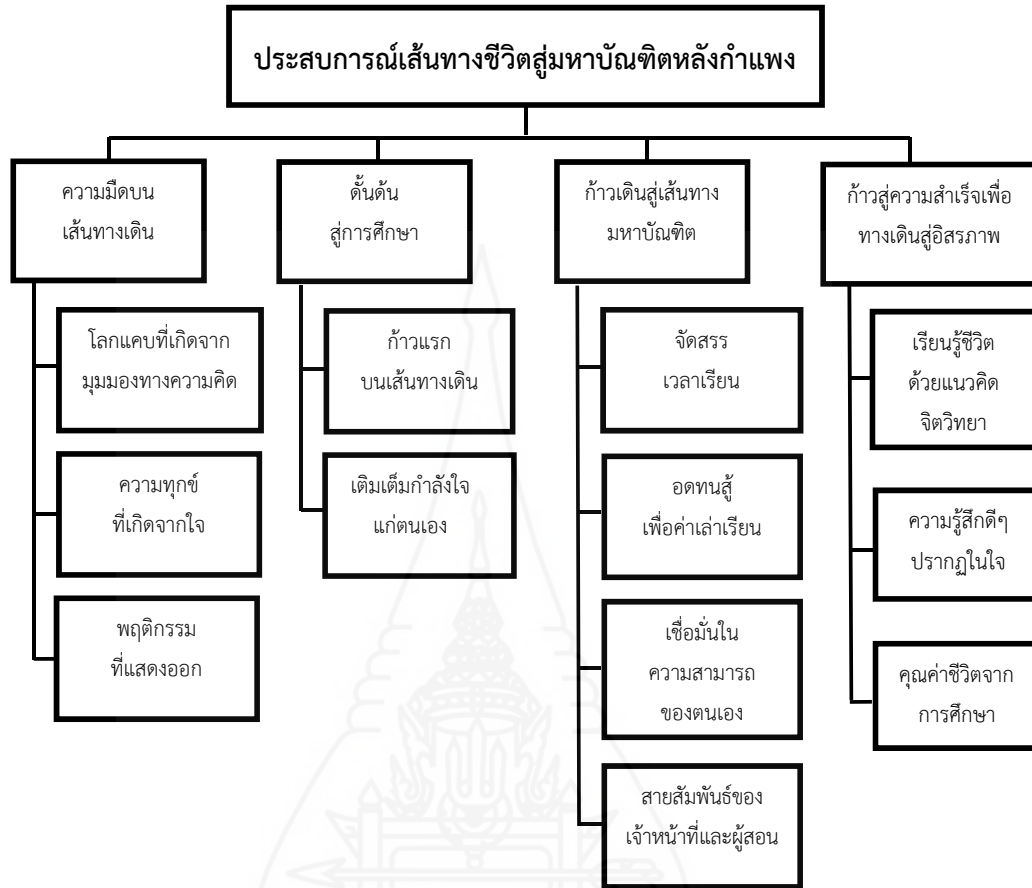 ประสบการณ์เส้นทางชีวิตสู่มหาบัณฑิตหลังกำแพง
ความมืดบน
เส้นทางเดิน
โลกแคบที่เกิดจาก
มุมมองทางความคิด
ความทุกข์
ที่เกิดจากใจ
พฤติกรรม
ที่แสดงออก
ดั้นด้น
สู่การศึกษา
ก้าวแรก
บนเส้นทางเดิน
เติมเต็มกำลังใจ
แก่ตนเอง
ก้าวเดินสู่เส้นทาง
มหาบัณฑิต
จัดสรร
เวลาเรียน
อดทนสู้
เพื่อค่าเล่าเรียน
เชื่อมั่นใน
ความสามารถ
ของตนเอง
สายสัมพันธ์ของ
เจ้าหน้าที่และผู้สอน
ก้าวสู่ความสำเร็จเพื่อ
ทางเดินสู่อิสรภาพ
เรียนรู้ชีวิต
ด้วยแนวคิด
จิตวิทยา
ความรู้สึกดีๆ
ปรากฏในใจ
คุณค่าชีวิตจาก
การศึกษา